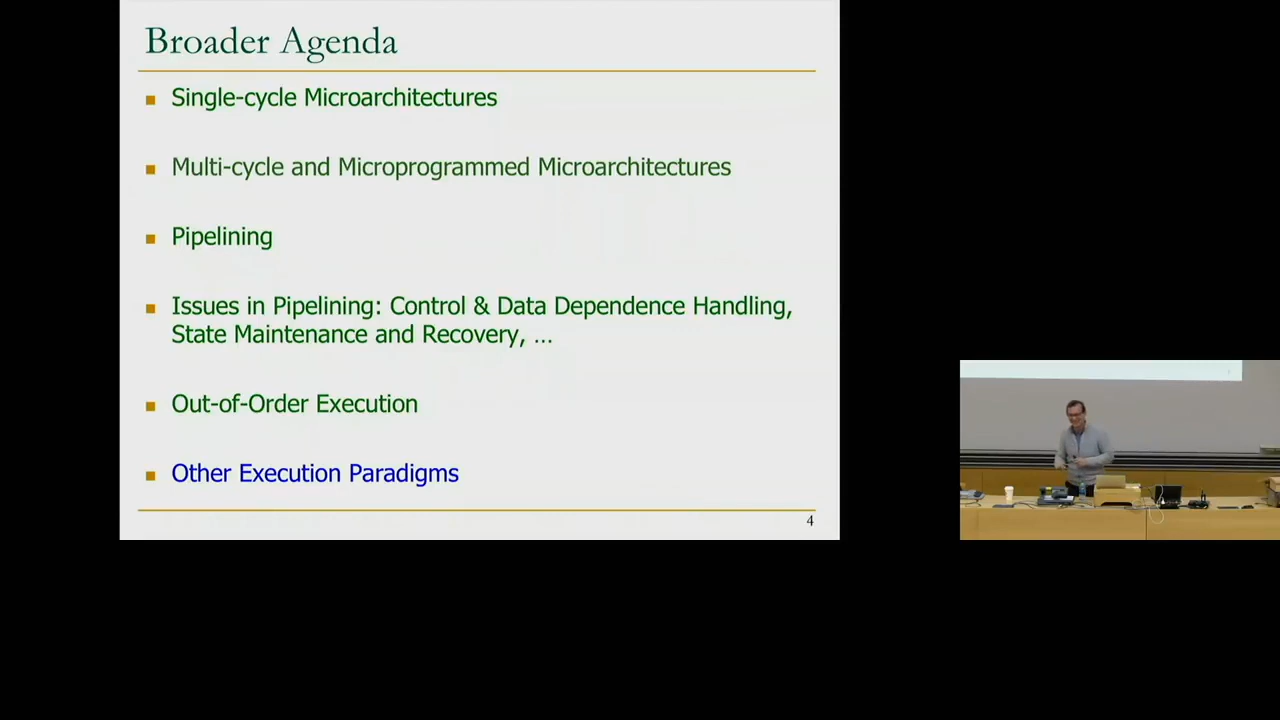 Broader Agenda
Single-cycle Microarchitectures
Multi-cycle and Microprogrammed Microarchitectures
Pipelining
Issues in Pipelining: Control & Data Dependence Handling,
State Maintenance and Recovery, …
Out-of-Order Execution
Other Execution Paradigms
4